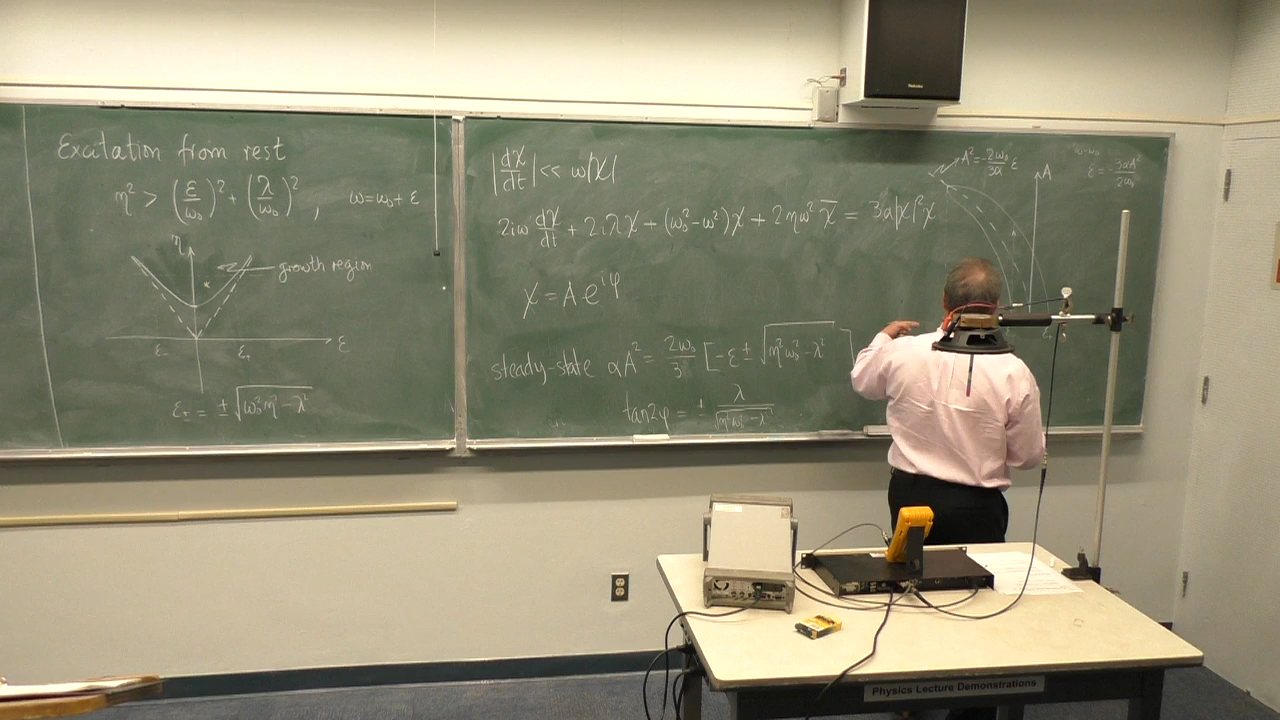 Excitation from rest
η² > (ε/ω₀)² + (λ/ω₀)² , ω=ω₀+ε
η
growth region
ε₋ ε₊ ε
ε± = ±√(ω₀²η²-λ²)
|dχ/dt| << ω|χ|
2iω dχ/dt + 2iλχ + (ω₀²-ω²)χ + 2ηω² χ̄ = 3α|χ|²χ
χ = A e^{iφ}
steady-state αA² = 2ω₀/3 [-ε ± √(η²ω₀²-λ²)]
tan2φ = ± λ/√(η²ω₀²-λ²)
A² = -2ω₀/3α ε
A
ω-ω₀
ε = -3αA²/2ω₀
Physics Lecture Demonstrations